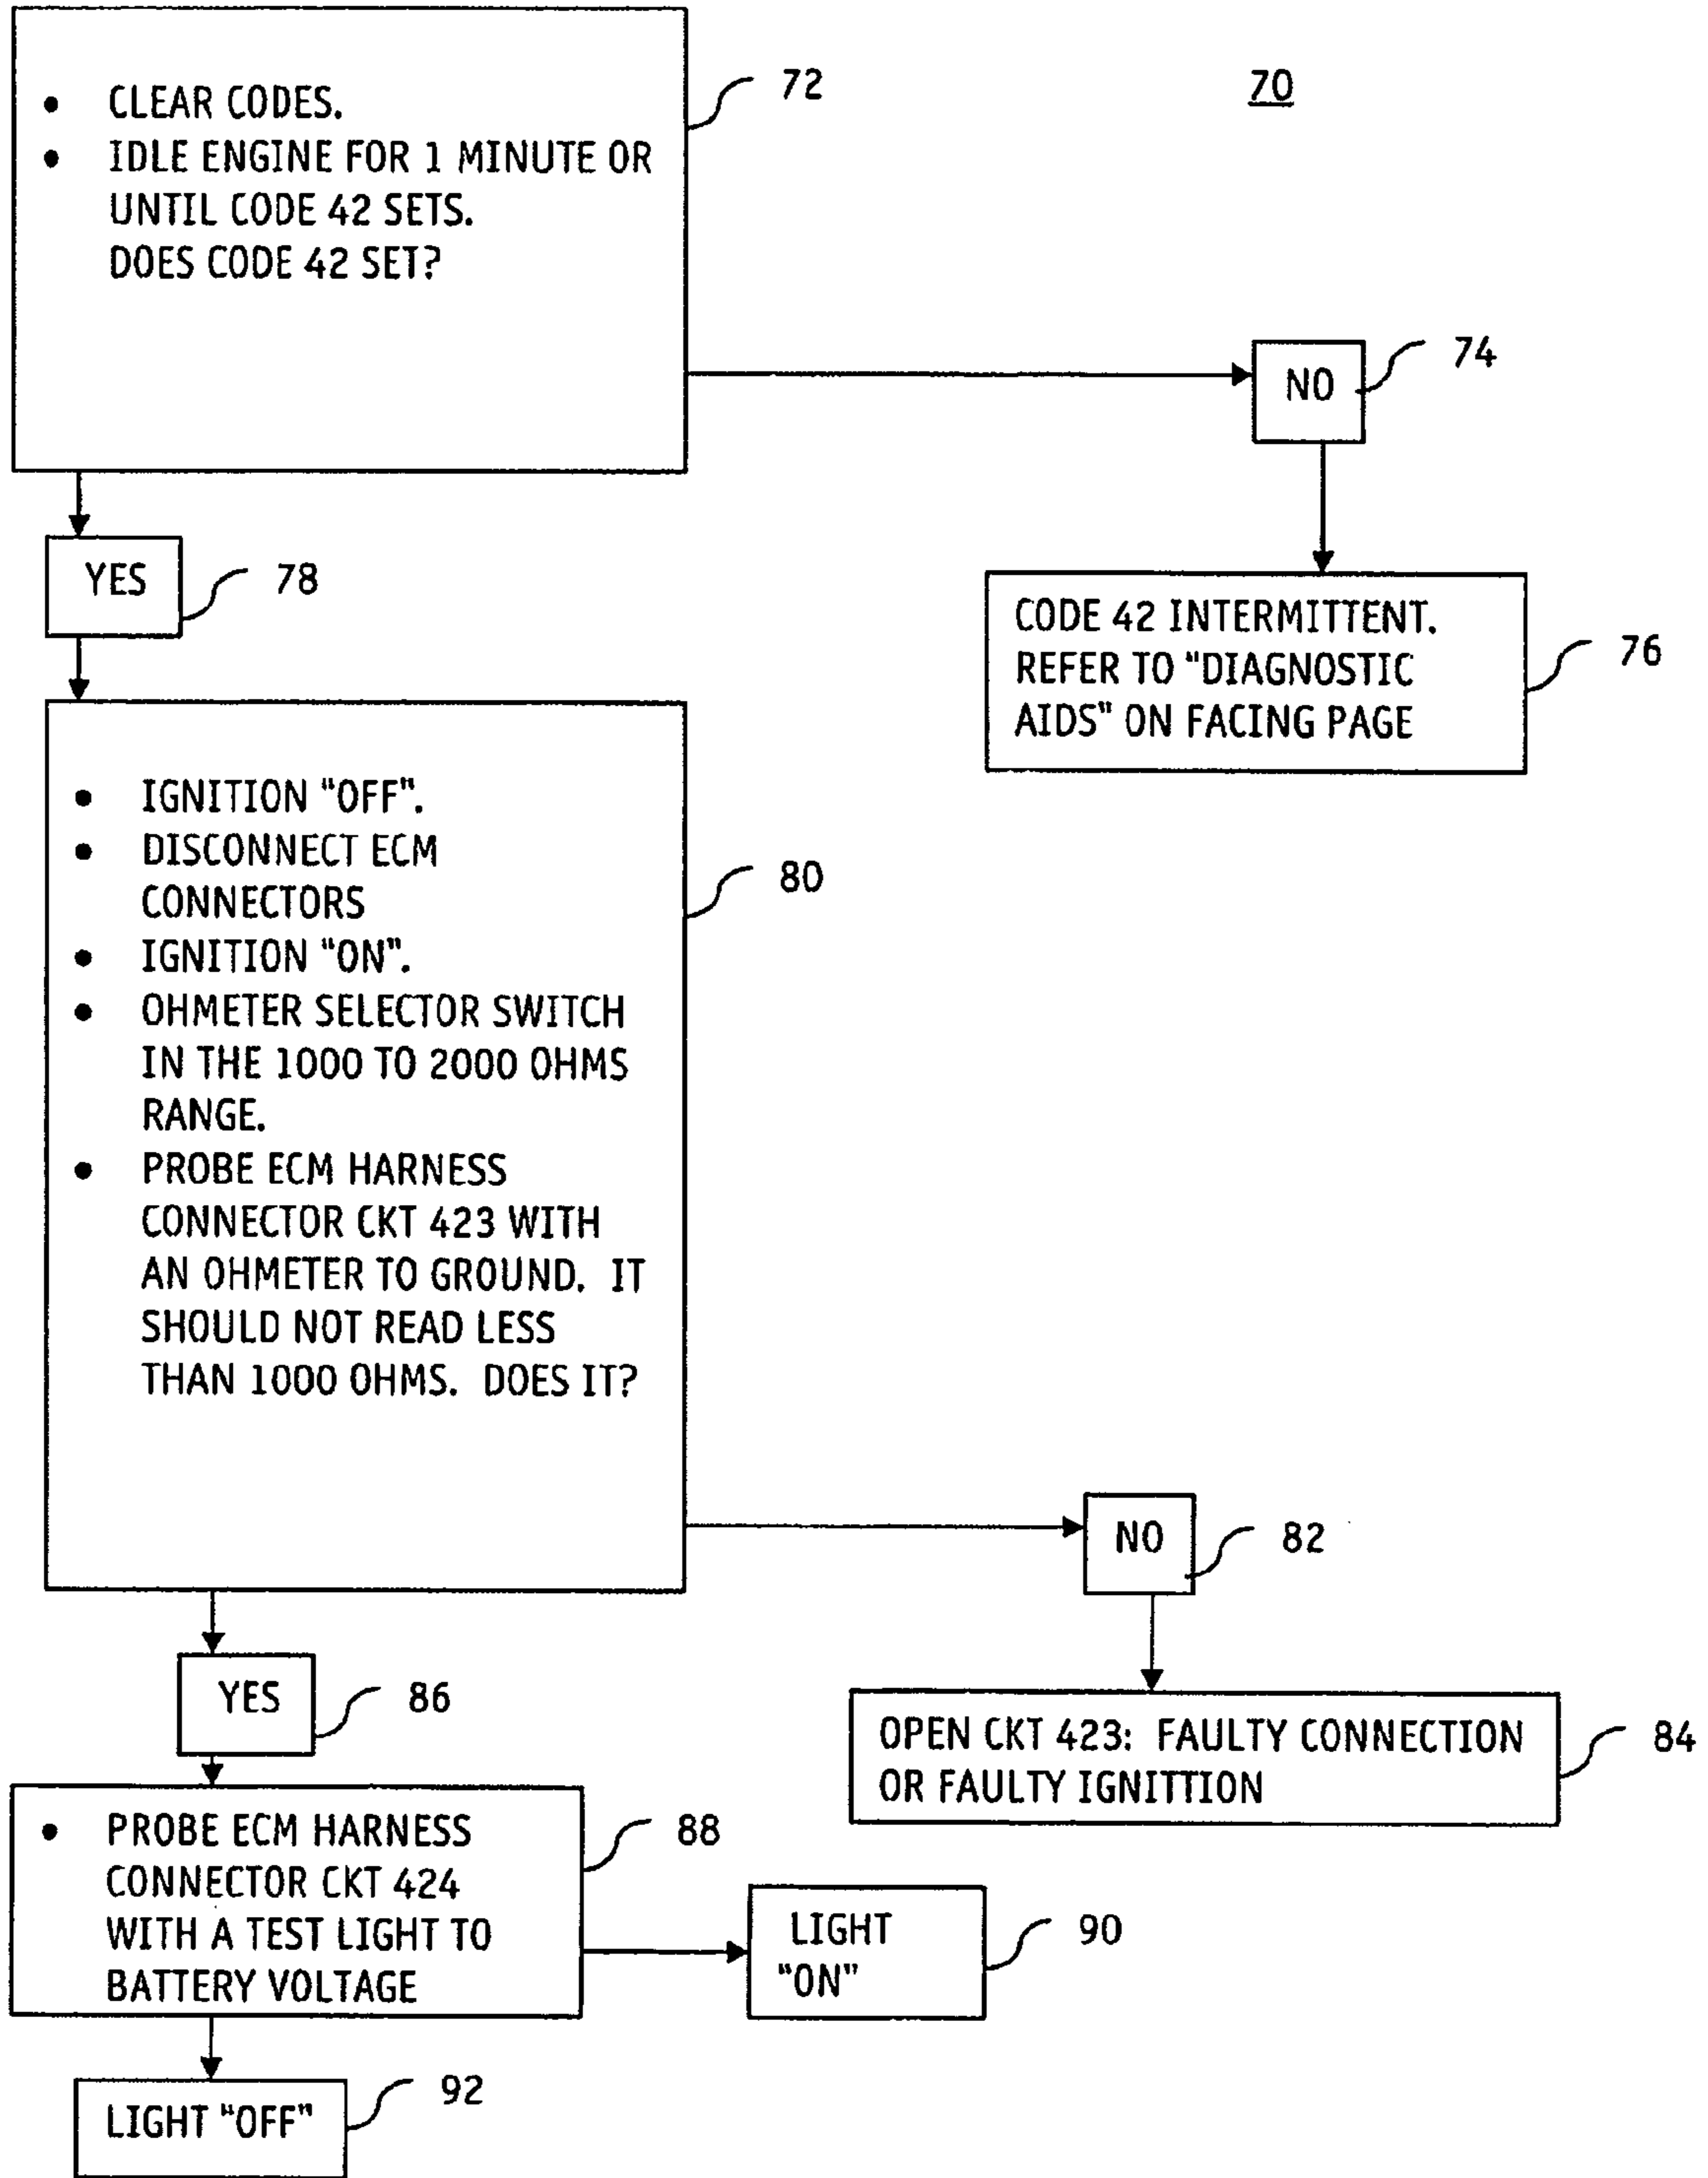 70
• CLEAR CODES.
• IDLE ENGINE FOR 1 MINUTE OR
UNTIL CODE 42 SETS.
DOES CODE 42 SET?
72
NO
74
CODE 42 INTERMITTENT.
REFER TO "DIAGNOSTIC
AIDS" ON FACING PAGE
76
YES
78
• IGNITION "OFF".
• DISCONNECT ECM
CONNECTORS
• IGNITION "ON".
• OHMETER SELECTOR SWITCH
IN THE 1000 TO 2000 OHMS
RANGE.
• PROBE ECM HARNESS
CONNECTOR CKT 423 WITH
AN OHMETER TO GROUND. IT
SHOULD NOT READ LESS
THAN 1000 OHMS. DOES IT?
80
NO
82
OPEN CKT 423: FAULTY CONNECTION
OR FAULTY IGNITTION
84
YES
86
• PROBE ECM HARNESS
CONNECTOR CKT 424
WITH A TEST LIGHT TO
BATTERY VOLTAGE
88
LIGHT
"ON"
90
LIGHT "OFF"
92